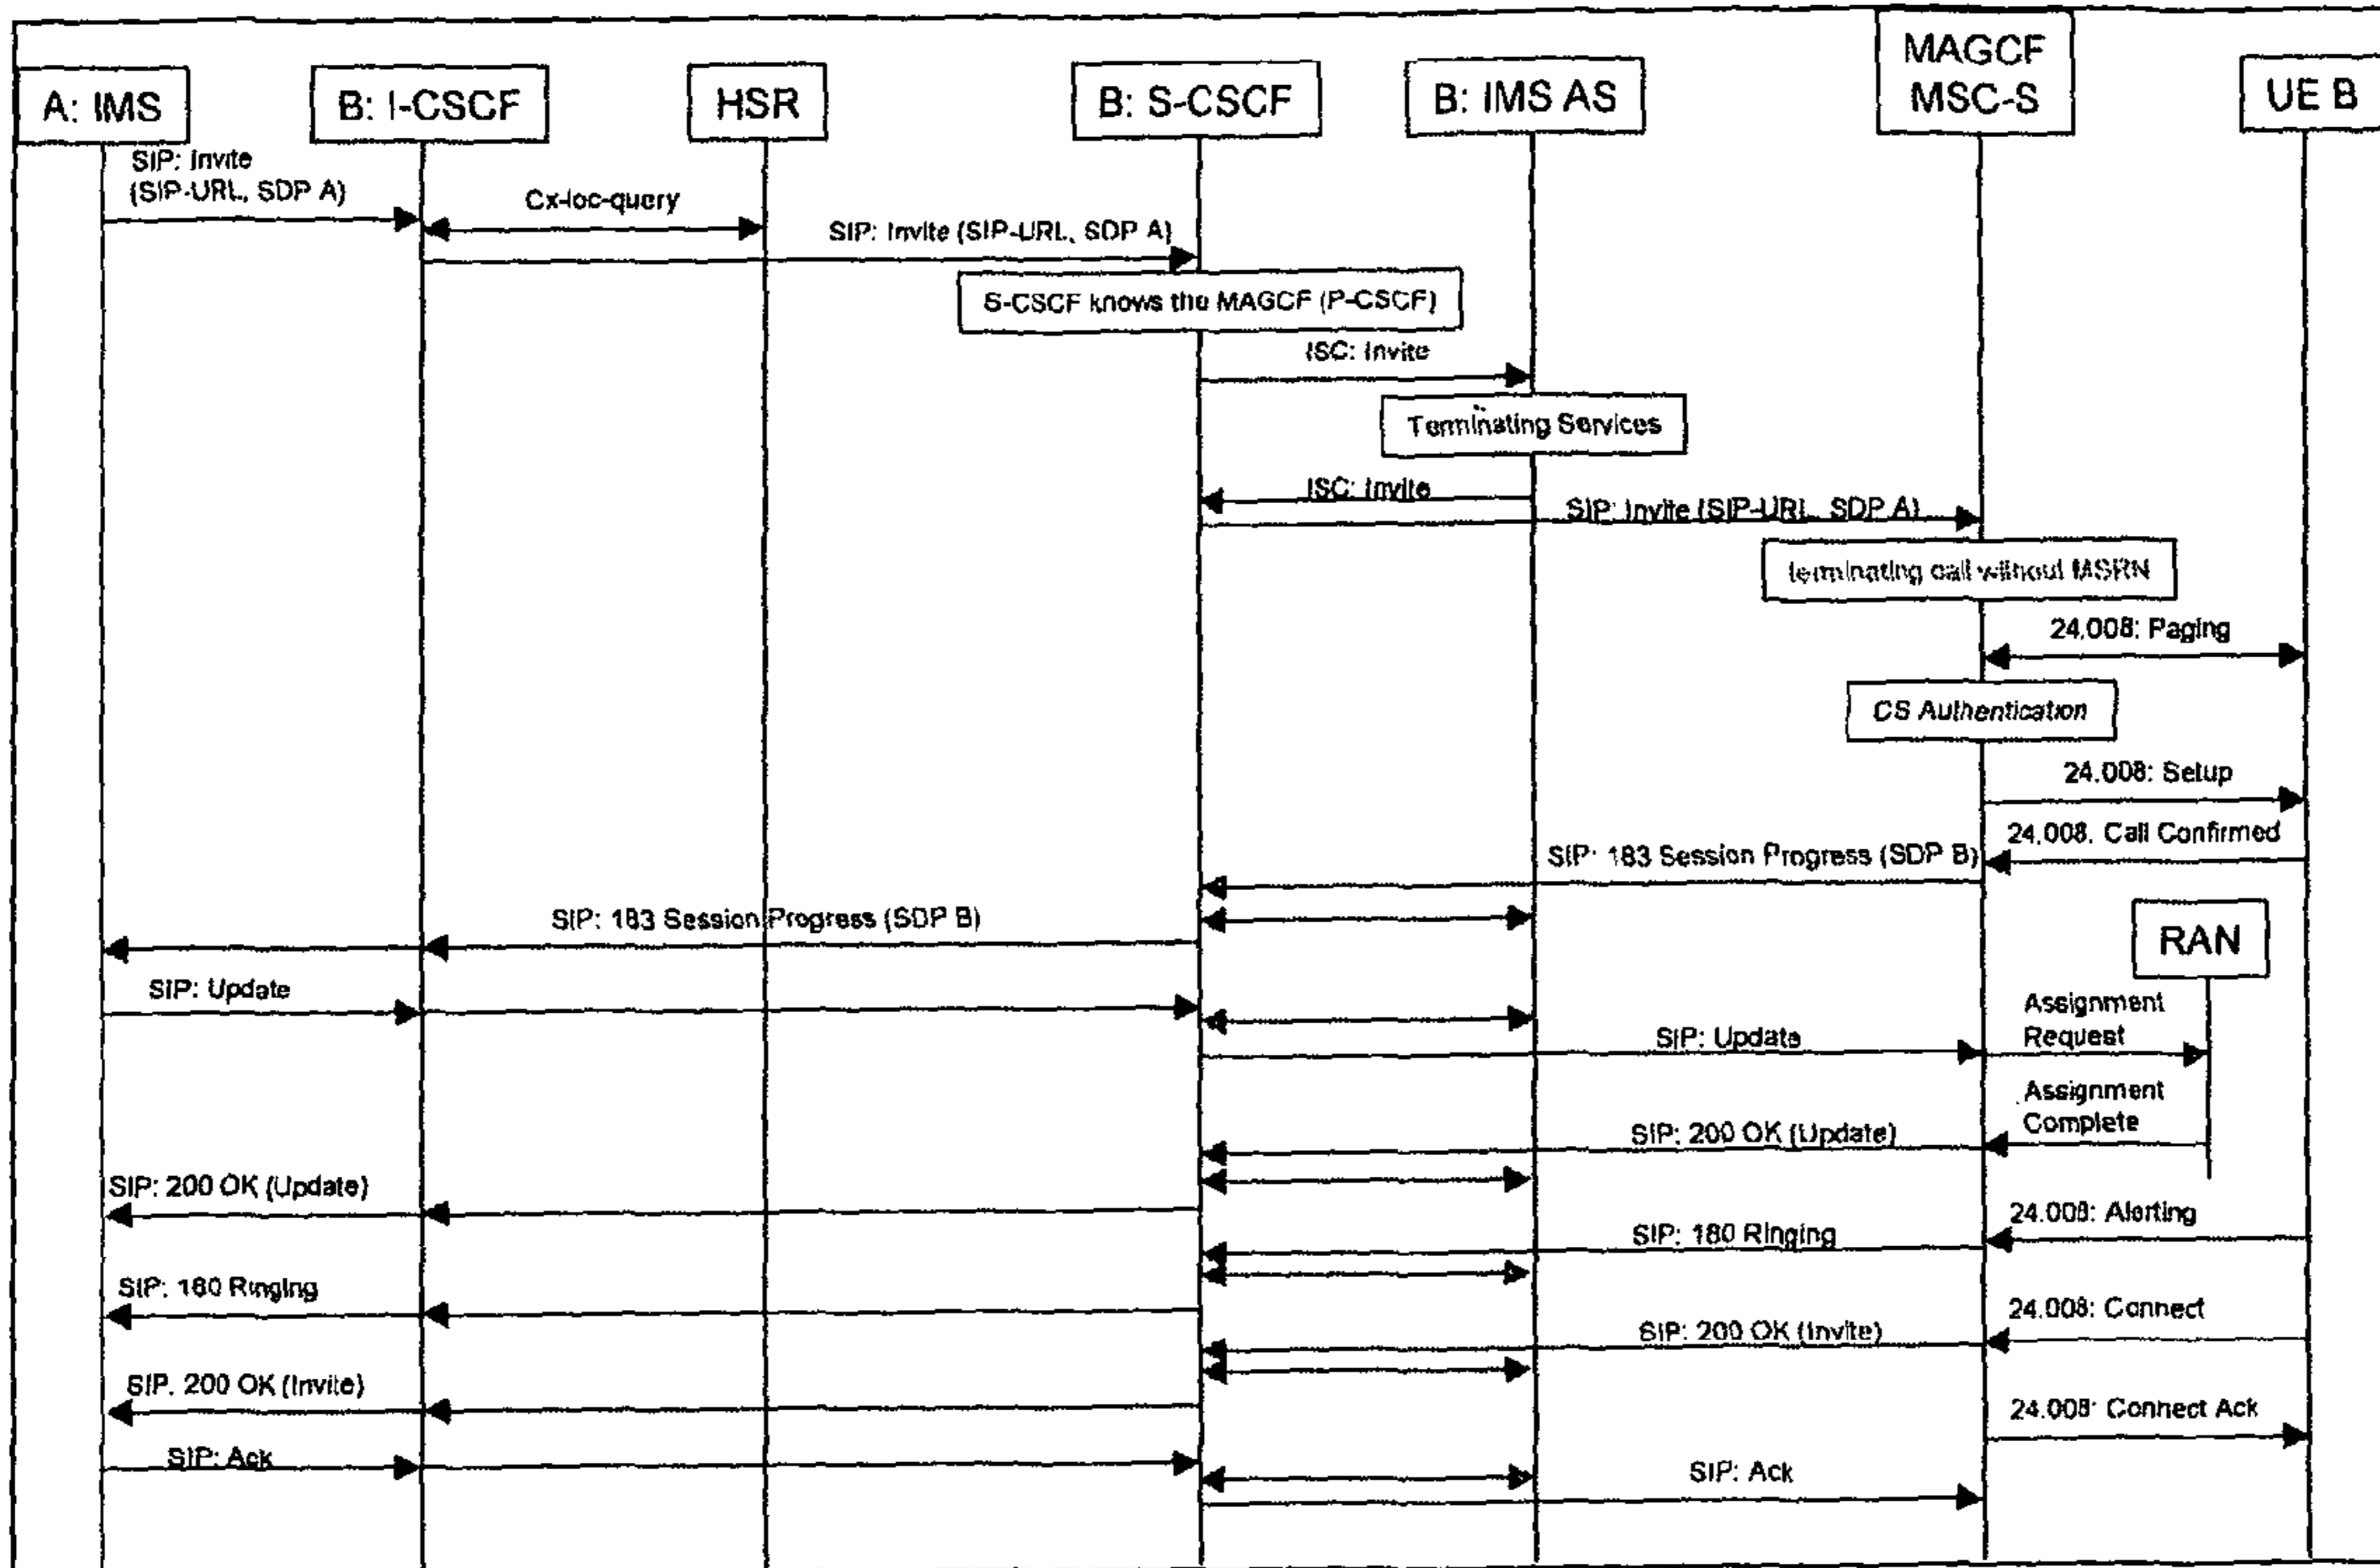 A: IMS
B: I-CSCF
HSR
B: S-CSCF
B: IMS AS
MAGCF
MSC-S
UE B
SIP: Invite
(SIP-URL, SDP A)
Cx-loc-query
SIP: Invite (SIP-URL, SDP A)
S-CSCF knows the MAGCF (P-CSCF)
ISC: Invite
Terminating Services
ISC: Invite
SIP: Invite (SIP-URL, SDP A)
terminating call without MSRN
24.008: Paging
CS Authentication
24.008: Setup
24.008. Call Confirmed
SIP: 183 Session Progress (SDP B)
SIP: 183 Session Progress (SDP B)
RAN
SIP: Update
Assignment
Request
SIP: Update
Assignment
Complete
SIP: 200 OK (Update)
SIP: 200 OK (Update)
24.008: Alerting
SIP: 180 Ringing
SIP: 180 Ringing
24.008: Connect
SIP: 200 OK (Invite)
SIP. 200 OK (Invite)
24.008: Connect Ack
SIP: Ack
SIP: Ack